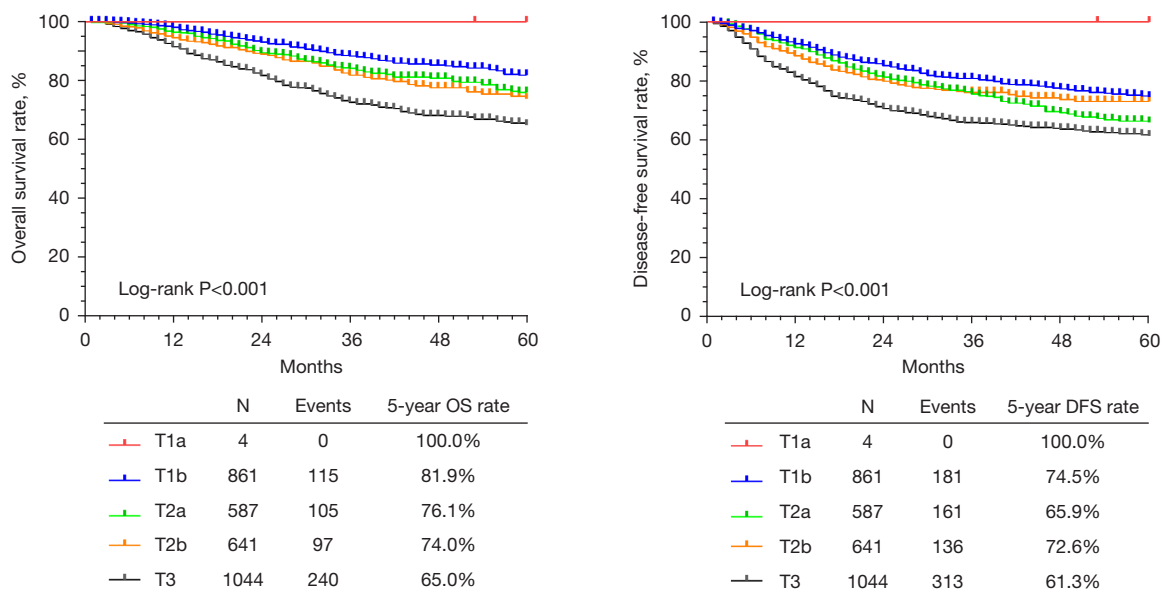 100
80
60
40
20
0
Overall survival rate, %
Log-rank P<0.001
0 12 24 36 48 60
Months
N Events 5-year OS rate
T1a 4 0 100.0%
T1b 861 115 81.9%
T2a 587 105 76.1%
T2b 641 97 74.0%
T3 1044 240 65.0%
100
80
60
40
20
0
Disease-free survival rate, %
Log-rank P<0.001
0 12 24 36 48 60
Months
N Events 5-year DFS rate
T1a 4 0 100.0%
T1b 861 181 74.5%
T2a 587 161 65.9%
T2b 641 136 72.6%
T3 1044 313 61.3%